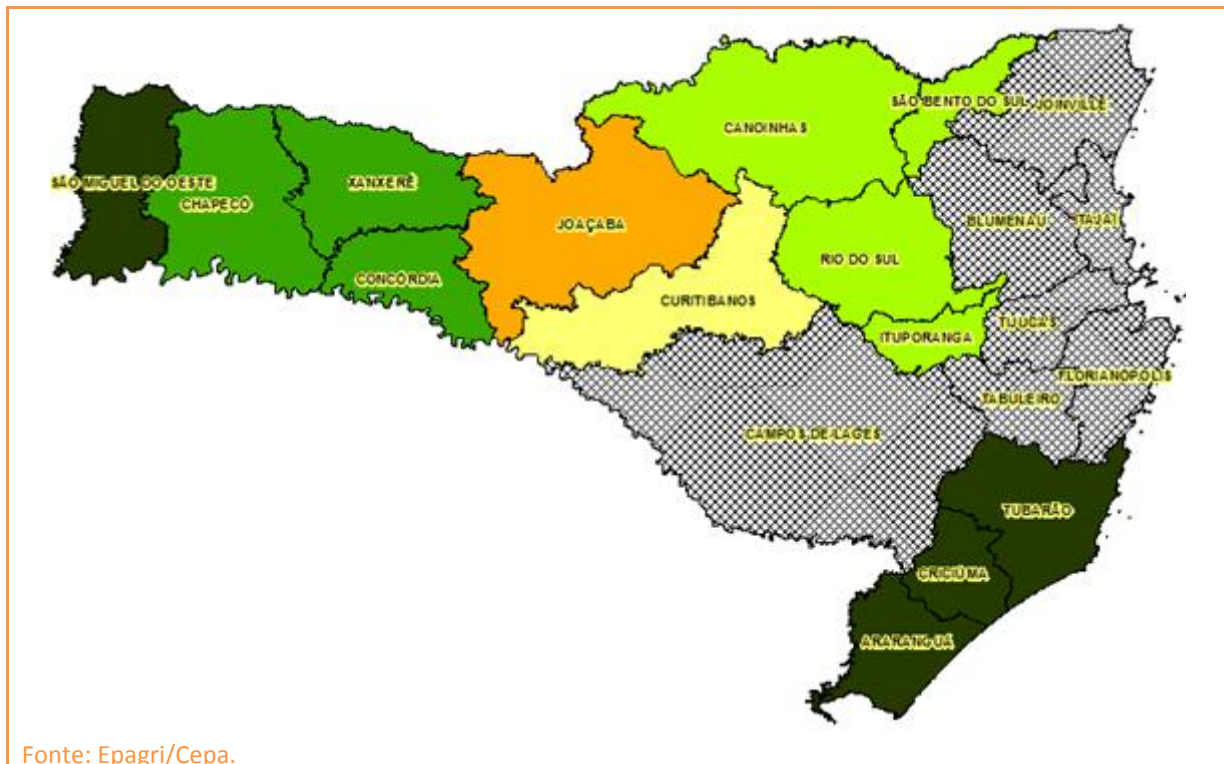 SÃO BENTO DO SUL
JOINVILLE
CANOINHAS
SÃO MIGUEL DO OESTE
XANXERÊ
CHAPECÓ
JOAÇABA
BLUMENAU
ITAJAÍ
RIO DO SUL
CONCÓRDIA
CURITIBANOS
TIJUCAS
ITUPORANGA
FLORIANÓPOLIS
TABULEIRO
CAMPOS DE LAGES
TUBARÃO
CRICIÚMA
ARARANGUÁ
Fonte: Epagri/Cepa.